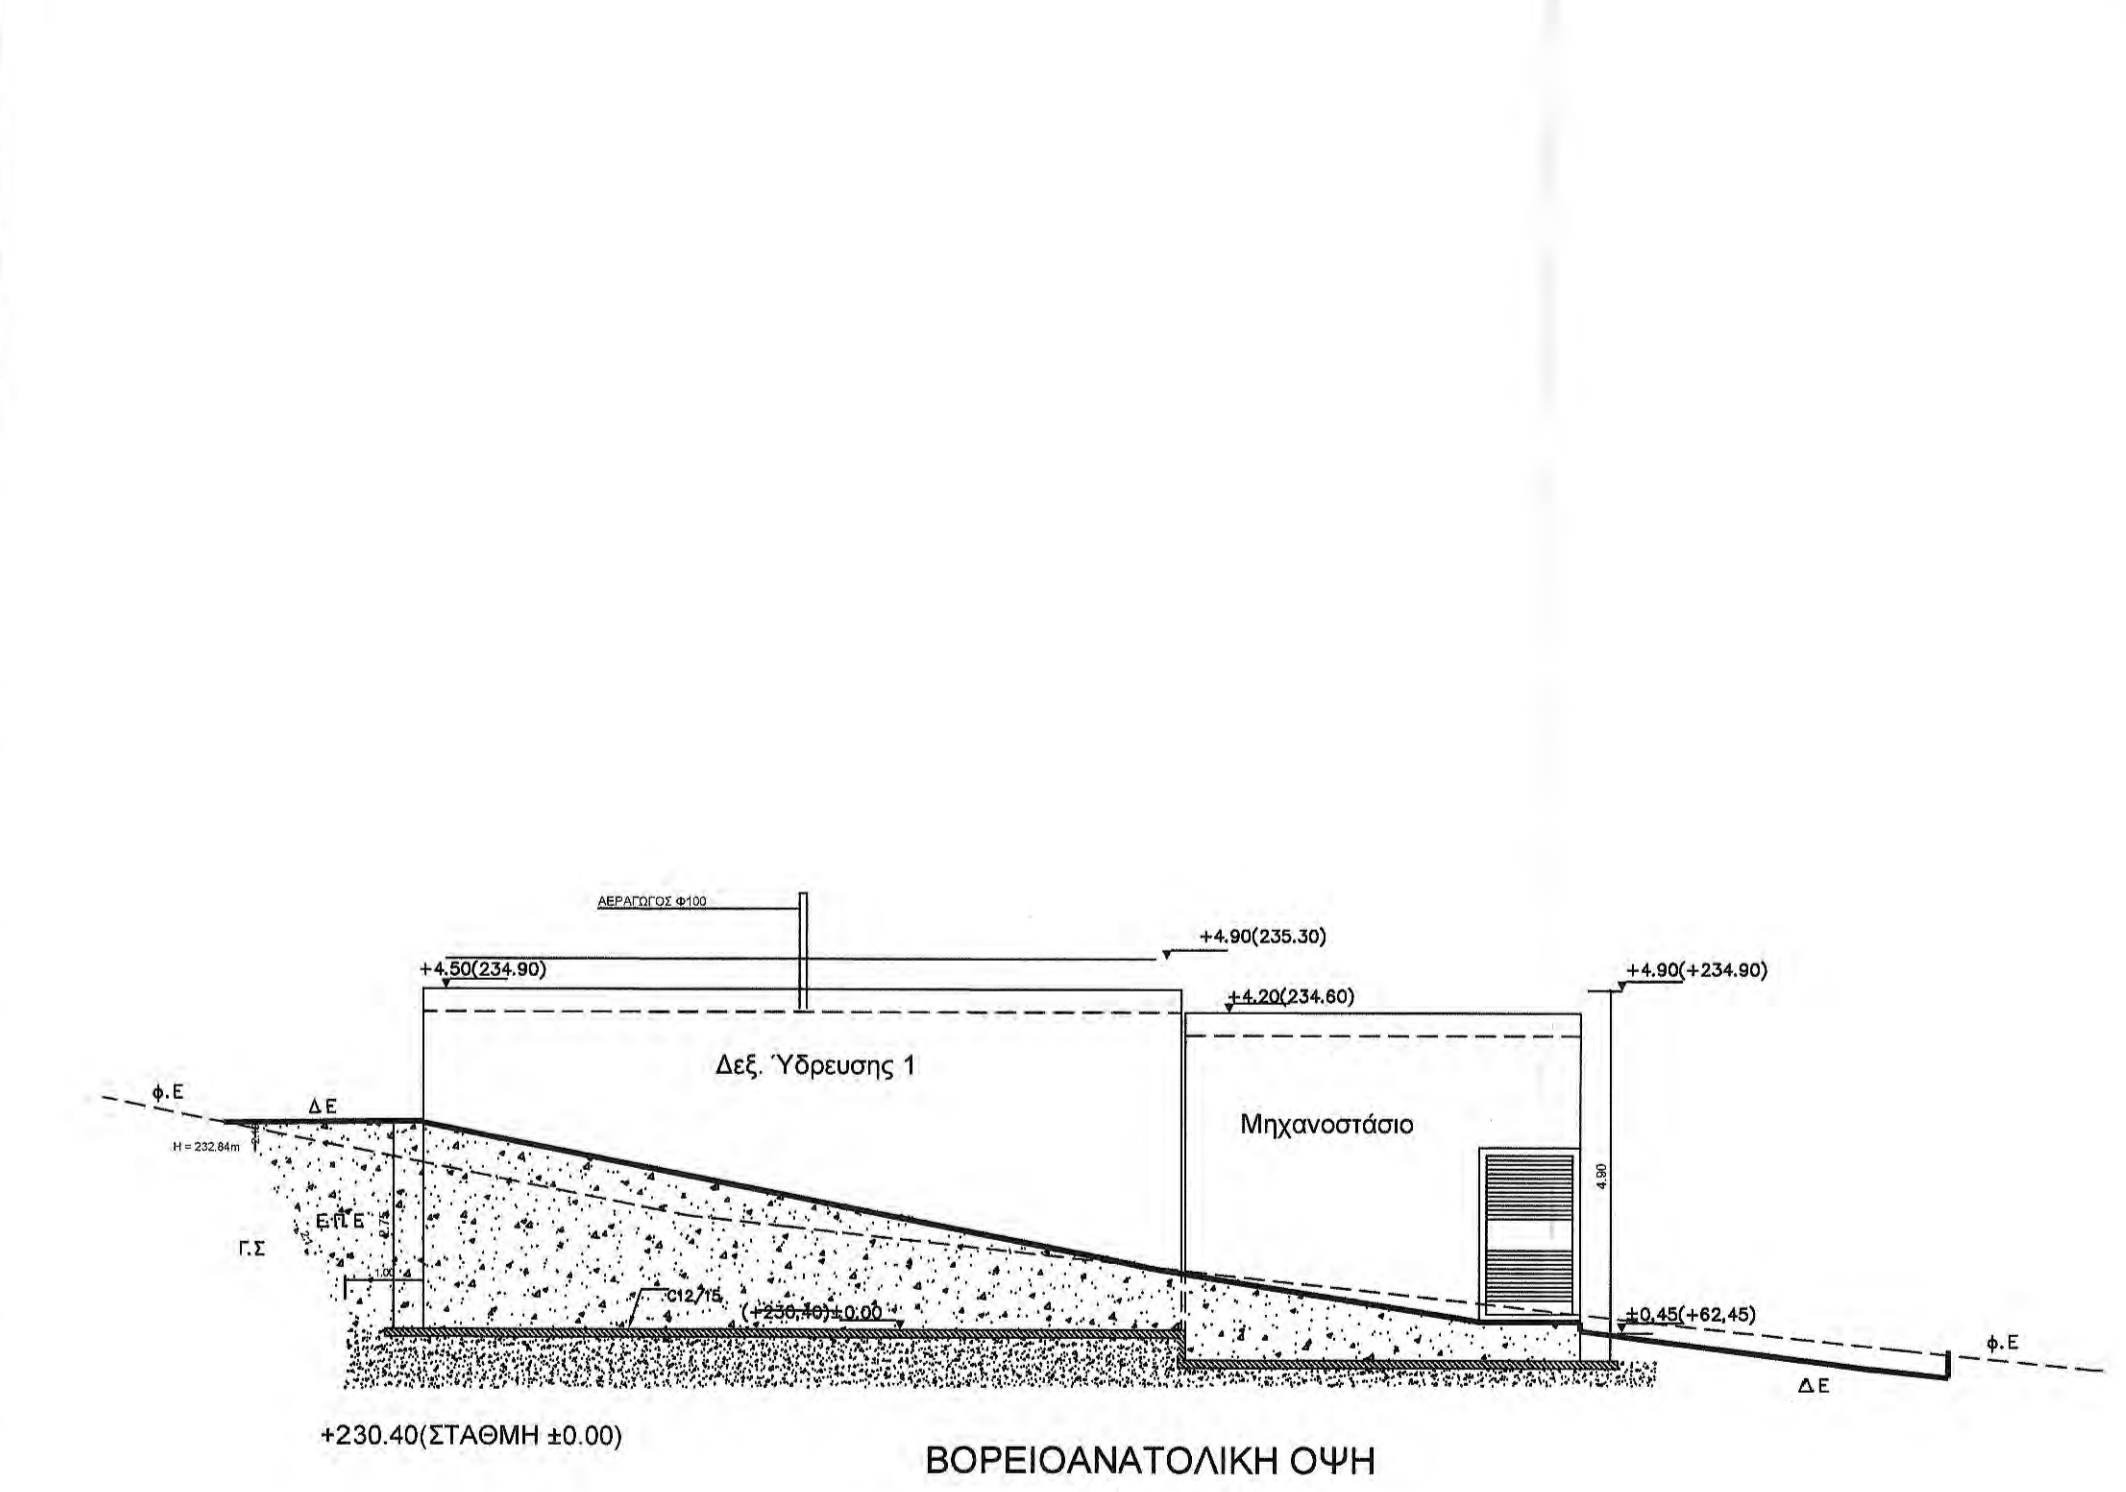 ΑΕΡΑΓΩΓΟΣ Φ100
+4.90(235.30)
+4.50(234.90)
+4.90(+234.90)
+4.20(234.60)
Δεξ. Ύδρευσης 1
φ.Ε
ΔΕ
Μηχανοστάσιο
H = 232.84m
4.90
Ε.Π.Ε
2.75
Γ.Σ
1.00
C12/15
(+230,40)±0.00
±0.45(+62,45)
φ.Ε
ΔΕ
+230.40(ΣΤΑΘΜΗ ±0.00)
ΒΟΡΕΙΟΑΝΑΤΟΛΙΚΗ ΟΨΗ